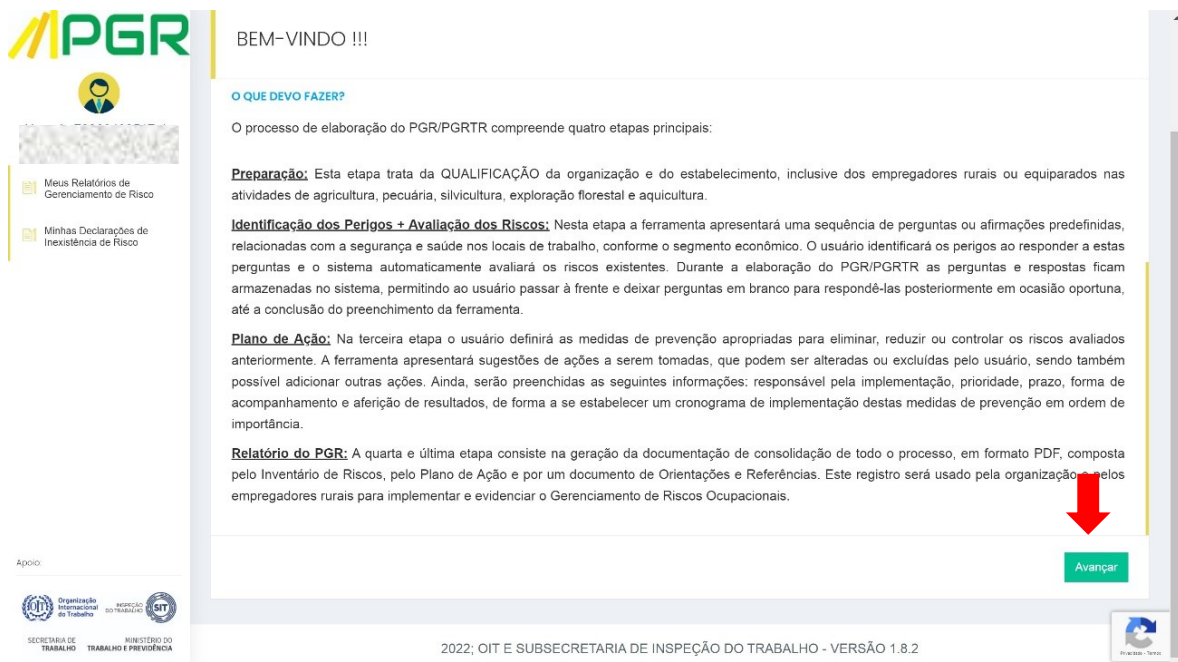 PGR
Meus Relatórios de
Gerenciamento de Risco
Minhas Declarações de
Inexistência de Risco
Apoio:
Organização
Internacional
do Trabalho
INSPEÇÃO
DO TRABALHO
SIT
SECRETARIA DE
TRABALHO
MINISTÉRIO DO
TRABALHO E PREVIDÊNCIA
BEM-VINDO !!!
O QUE DEVO FAZER?
O processo de elaboração do PGR/PGRTR compreende quatro etapas principais:
Preparação: Esta etapa trata da QUALIFICAÇÃO da organização e do estabelecimento, inclusive dos empregadores rurais ou equiparados nas
atividades de agricultura, pecuária, silvicultura, exploração florestal e aquicultura.
Identificação dos Perigos + Avaliação dos Riscos: Nesta etapa a ferramenta apresentará uma sequência de perguntas ou afirmações predefinidas,
relacionadas com a segurança e saúde nos locais de trabalho, conforme o segmento econômico. O usuário identificará os perigos ao responder a estas
perguntas e o sistema automaticamente avaliará os riscos existentes. Durante a elaboração do PGR/PGRTR as perguntas e respostas ficam
armazenadas no sistema, permitindo ao usuário passar à frente e deixar perguntas em branco para respondê-las posteriormente em ocasião oportuna,
até a conclusão do preenchimento da ferramenta.
Plano de Ação: Na terceira etapa o usuário definirá as medidas de prevenção apropriadas para eliminar, reduzir ou controlar os riscos avaliados
anteriormente. A ferramenta apresentará sugestões de ações a serem tomadas, que podem ser alteradas ou excluídas pelo usuário, sendo também
possível adicionar outras ações. Ainda, serão preenchidas as seguintes informações: responsável pela implementação, prioridade, prazo, forma de
acompanhamento e aferição de resultados, de forma a se estabelecer um cronograma de implementação destas medidas de prevenção em ordem de
importância.
Relatório do PGR: A quarta e última etapa consiste na geração da documentação de consolidação de todo o processo, em formato PDF, composta
pelo Inventário de Riscos, pelo Plano de Ação e por um documento de Orientações e Referências. Este registro será usado pela organização e pelos
empregadores rurais para implementar e evidenciar o Gerenciamento de Riscos Ocupacionais.
Avançar
Privacidade - Termos
2022; OIT E SUBSECRETARIA DE INSPEÇÃO DO TRABALHO - VERSÃO 1.8.2